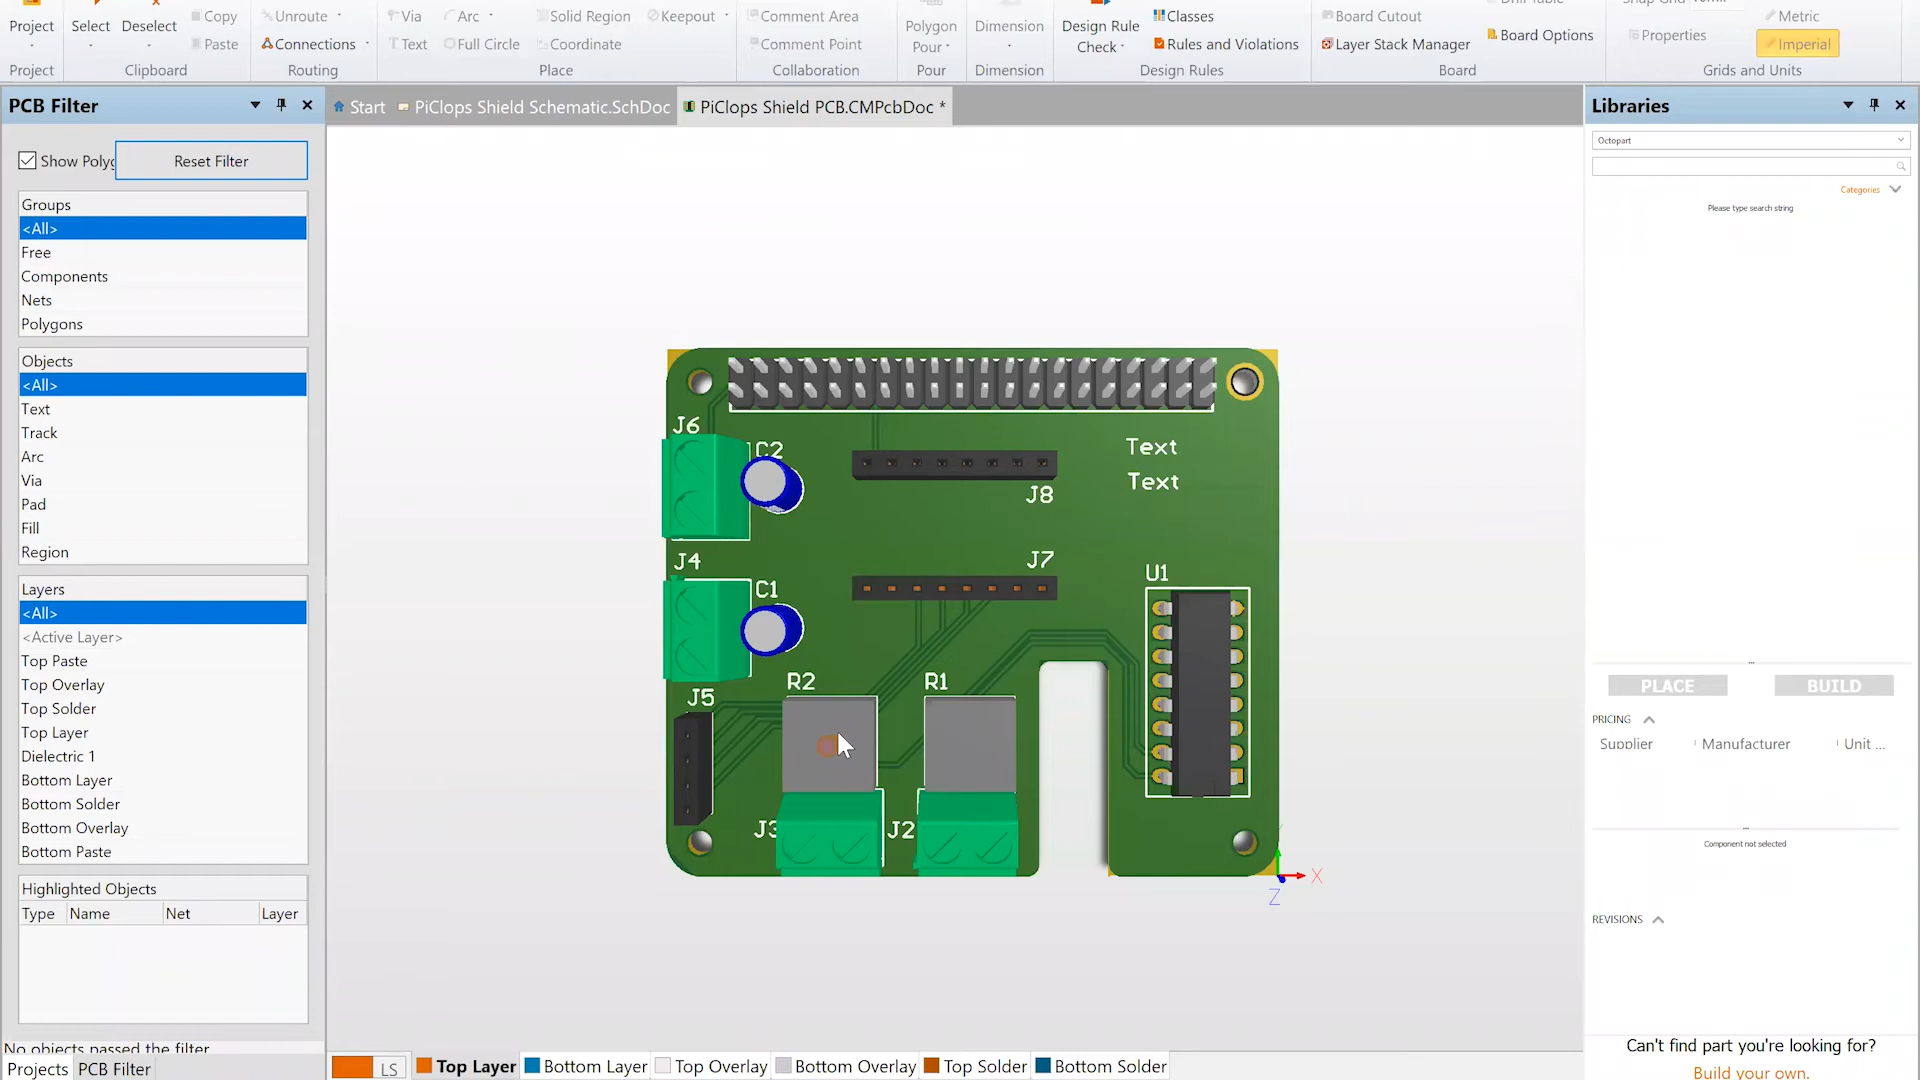 Project
Select
Deselect
Copy
Paste
Unroute
Connections
Via
Text
Arc
Full Circle
Solid Region
Coordinate
Keepout
Comment Area
Comment Point
Polygon
Pour
Dimension
Design Rule
Check
Classes
Rules and Violations
Board Cutout
Layer Stack Manager
Board Options
Properties
Metric
Imperial
Project
Clipboard
Routing
Place
Collaboration
Pour
Dimension
Design Rules
Board
Grids and Units
PCB Filter
Start
PiClops Shield Schematic.SchDoc
PiClops Shield PCB.CMPcbDoc *
Show Polyg
Reset Filter
Groups
<All>
Free
Components
Nets
Polygons
Objects
<All>
Text
Track
Arc
Via
Pad
Fill
Region
Layers
<All>
<Active Layer>
Top Paste
Top Overlay
Top Solder
Top Layer
Dielectric 1
Bottom Layer
Bottom Solder
Bottom Overlay
Bottom Paste
Highlighted Objects
Type Name Net Layer
No objects passed the filter
Projects PCB Filter
J6
C2
J8
Text
Text
J4
C1
J7
U1
J5
R2
R1
J3
J2
X
Z
LS
Top Layer
Bottom Layer
Top Overlay
Bottom Overlay
Top Solder
Bottom Solder
Libraries
Octopart
Categories
Please type search string
PLACE
BUILD
PRICING
Supplier Manufacturer Unit ...
Component not selected
REVISIONS
Can't find part you're looking for?
Build your own.